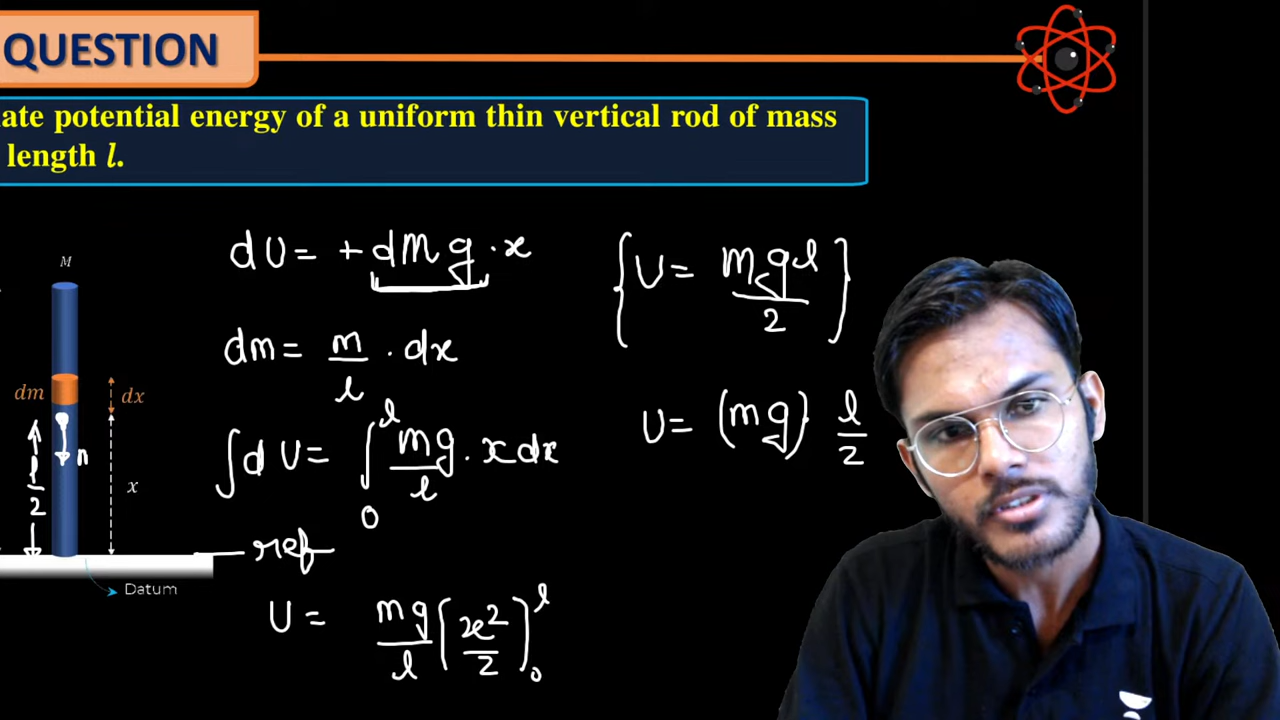 QUESTION
ate potential energy of a uniform thin vertical rod of mass
length l.
M
dm
dx
l/2
x
Datum
ref
dU = + dmg · x
dm = m/l · dx
∫dU = ∫₀ˡ mg/l · x dx
U = mg/l [x²/2]₀ˡ
{U = mgl/2}
U = (mg) l/2